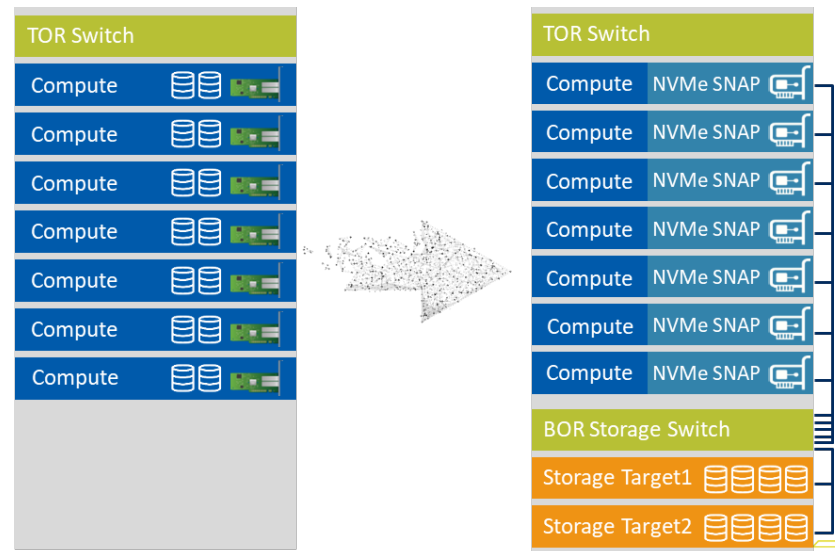 TOR Switch
Compute
Compute
Compute
Compute
Compute
Compute
Compute
TOR Switch
Compute NVMe SNAP
Compute NVMe SNAP
Compute NVMe SNAP
Compute NVMe SNAP
Compute NVMe SNAP
Compute NVMe SNAP
Compute NVMe SNAP
BOR Storage Switch
Storage Target1
Storage Target2